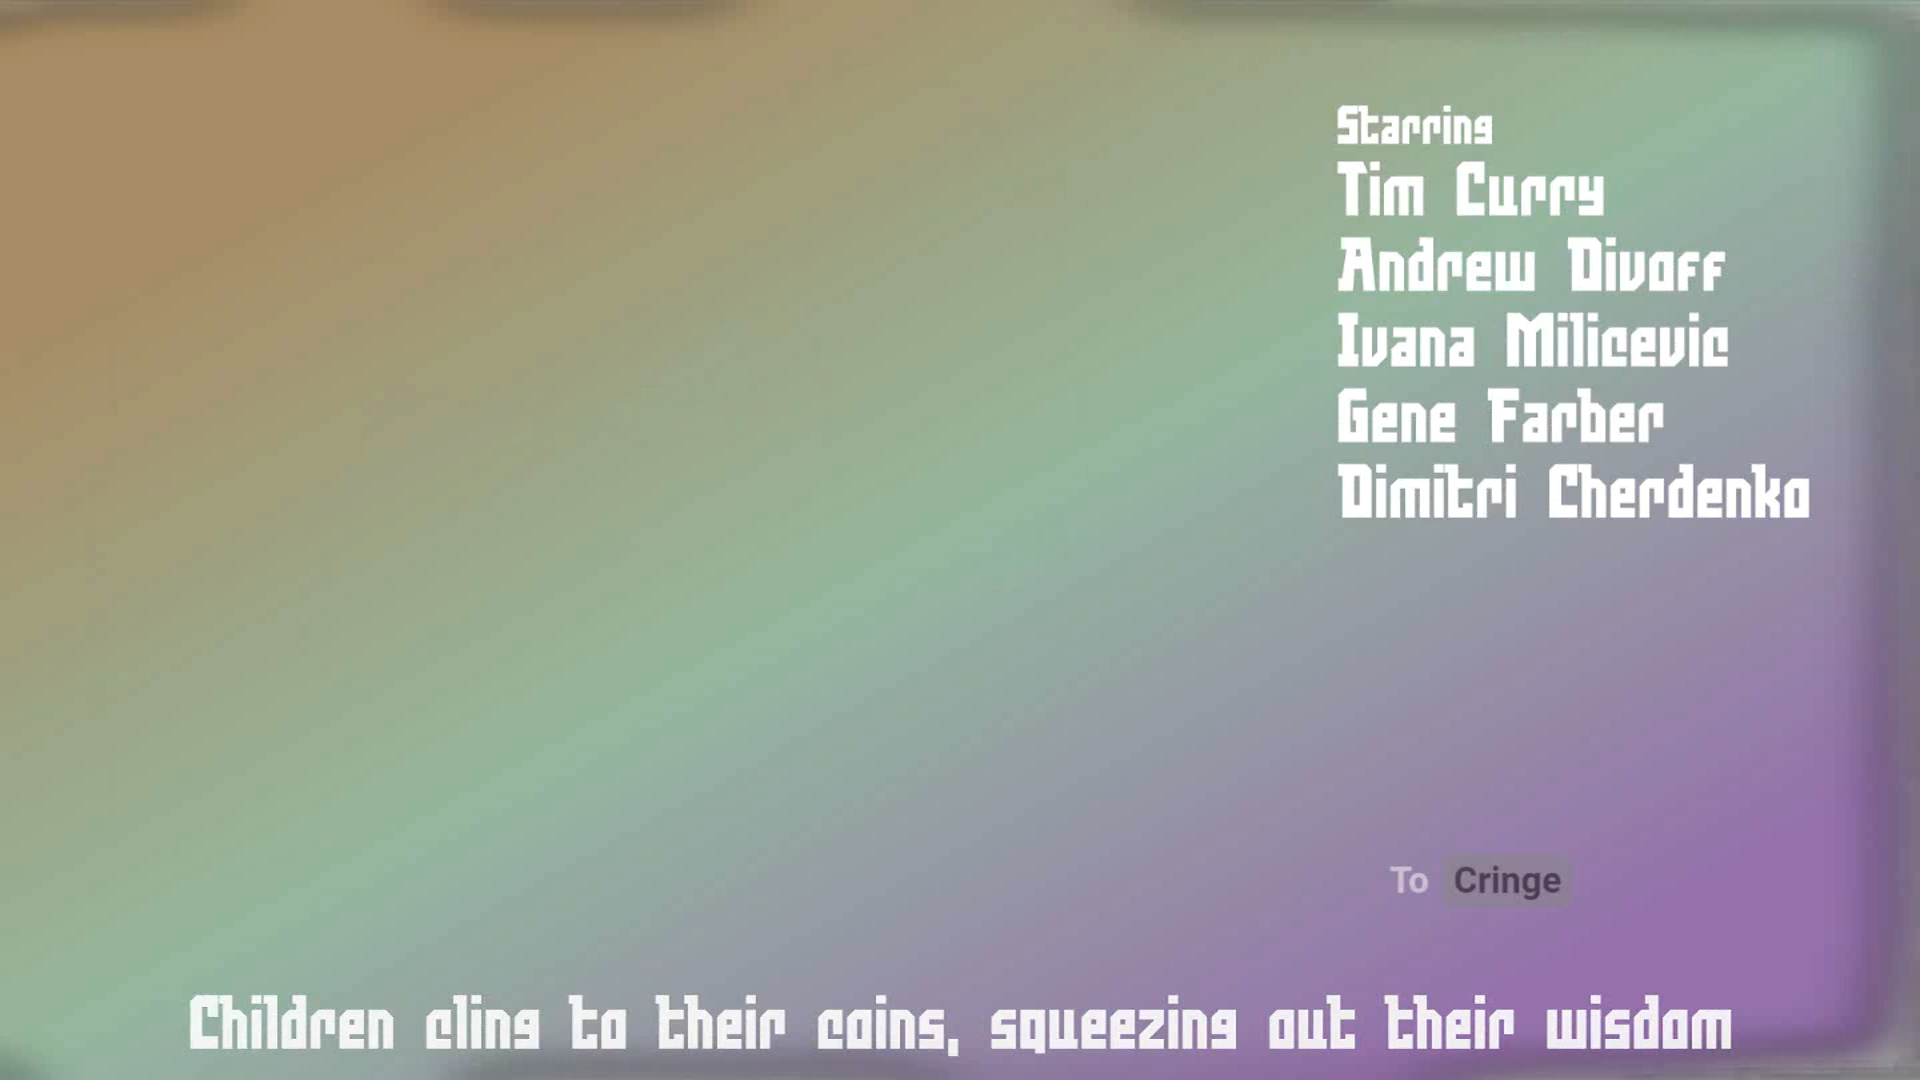 Starring
Tim Curry
Andrew Divoff
Ivana Milicevic
Gene Farber
Dimitri Cherdenko
To Cringe
Children cling to their coins, squeezing out their wisdom